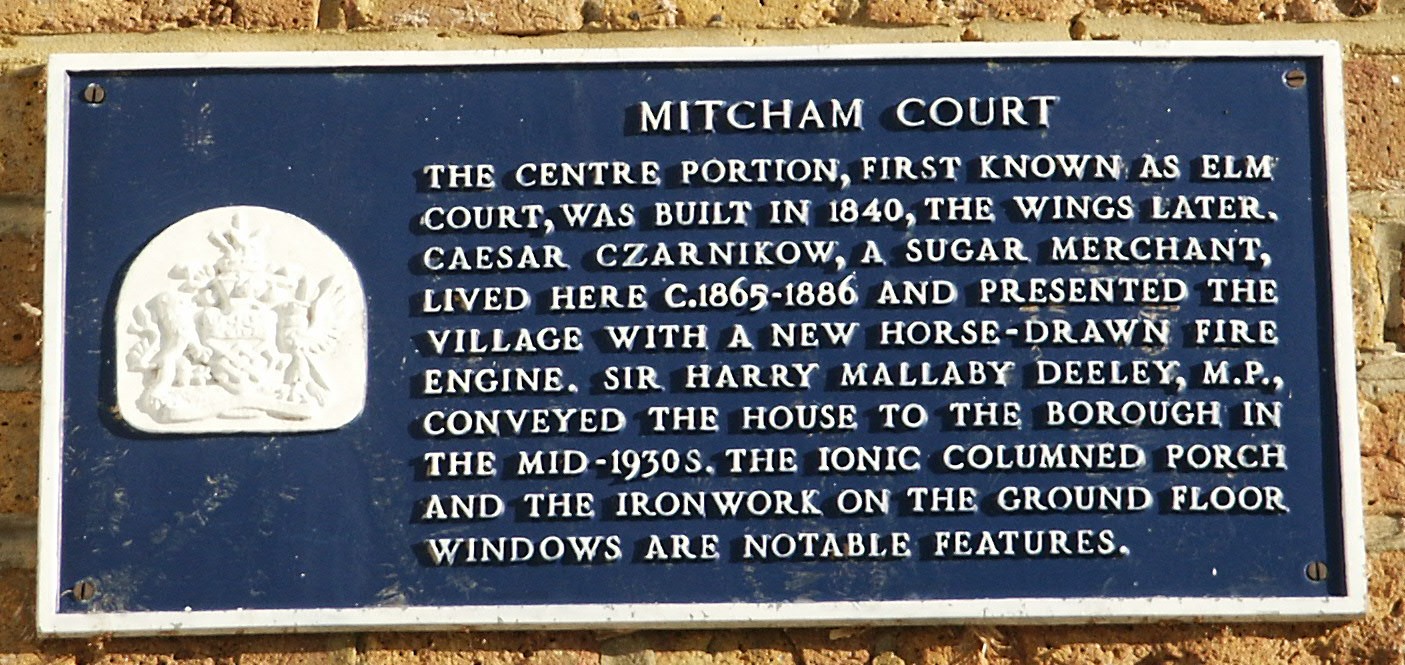 MITCHAM COURT
THE CENTRE PORTION, FIRST KNOWN AS ELM
COURT, WAS BUILT IN 1840, THE WINGS LATER.
CAESAR CZARNIKOW, A SUGAR MERCHANT,
LIVED HERE C.1865-1886 AND PRESENTED THE
VILLAGE WITH A NEW HORSE-DRAWN FIRE
ENGINE. SIR HARRY MALLABY DEELEY, M.P.,
CONVEYED THE HOUSE TO THE BOROUGH IN
THE MID-1930S. THE IONIC COLUMNED PORCH
AND THE IRONWORK ON THE GROUND FLOOR
WINDOWS ARE NOTABLE FEATURES.